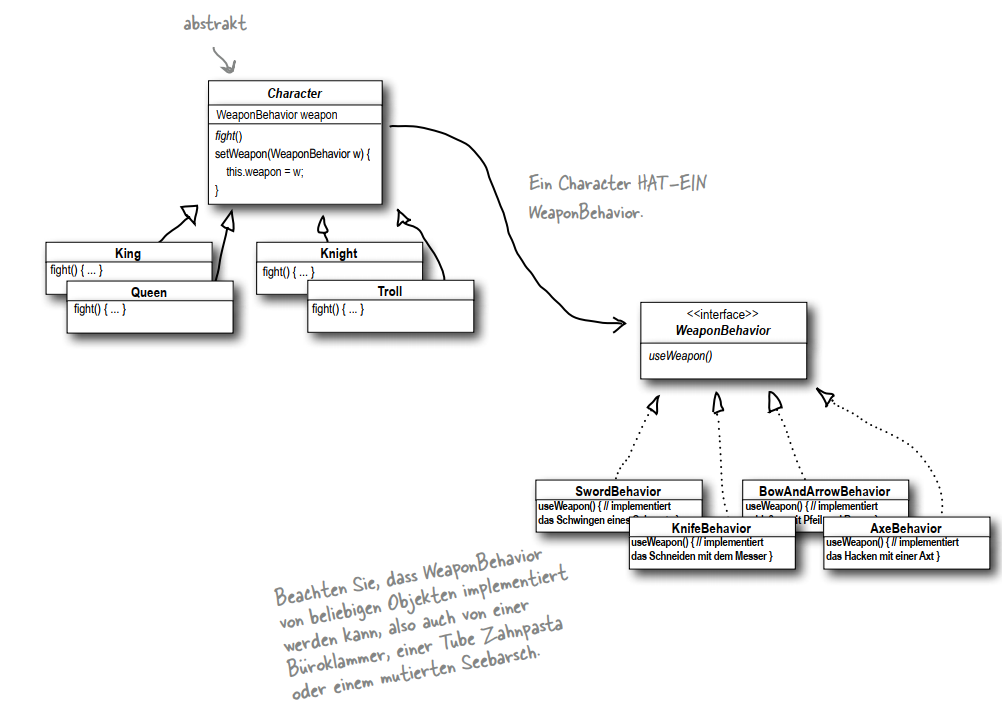 abstrakt
Character
WeaponBehavior weapon
fight()
setWeapon(WeaponBehavior w) {
this.weapon = w;
}
Ein Character HAT-EIN
WeaponBehavior.
King
fight() { ... }
Queen
fight() { ... }
Knight
fight() { ... }
Troll
fight() { ... }
<<interface>>
WeaponBehavior
useWeapon()
SwordBehavior
useWeapon() { // implementiert
das Schwingen eines
KnifeBehavior
useWeapon() { // implementiert
das Schneiden mit dem Messer }
BowAndArrowBehavior
useWeapon() { // implementiert
mit Pfeil
AxeBehavior
useWeapon() { // implementiert
das Hacken mit einer Axt }
Beachten Sie, dass WeaponBehavior
von beliebigen Objekten implementiert
werden kann, also auch von einer
Büroklammer, einer Tube Zahnpasta
oder einem mutierten Seebarsch.